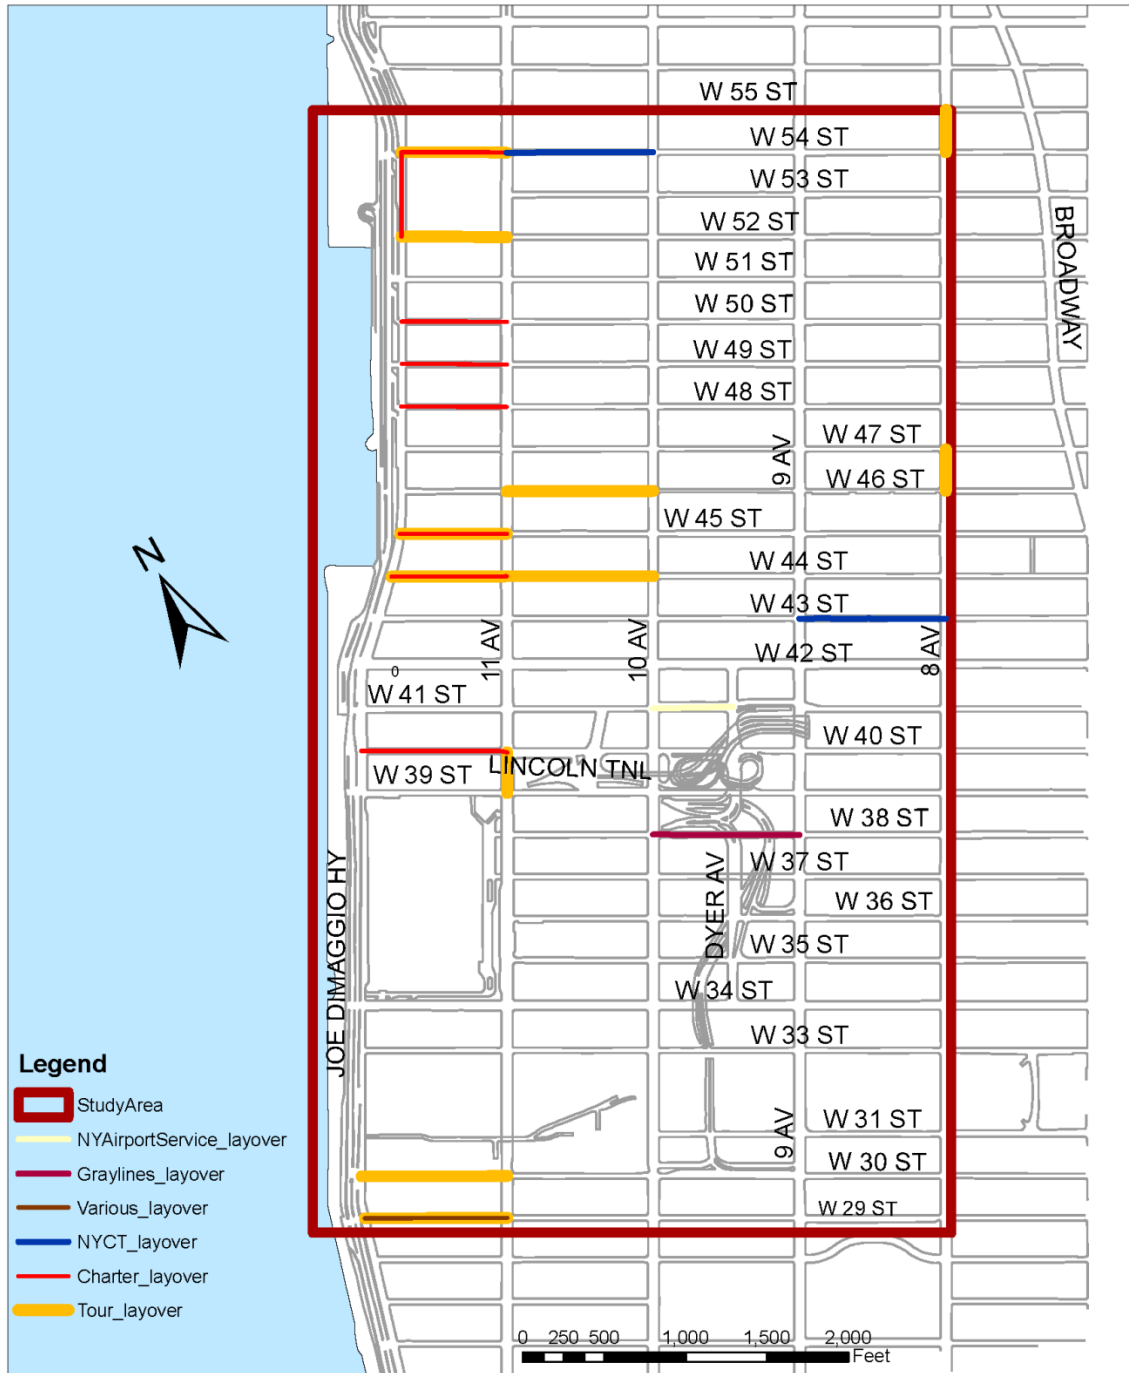 W 55 ST
W 54 ST
W 53 ST
W 52 ST
BROADWAY
W 51 ST
W 50 ST
W 49 ST
W 48 ST
W 47 ST
9 AV
W 46 ST
W 45 ST
N
W 44 ST
W 43 ST
11 AV
10 AV
W 42 ST
8 AV
0
W 41 ST
W 40 ST
LINCOLN TNL
W 39 ST
W 38 ST
W 37 ST
DYER AV
W 36 ST
W 35 ST
JOE DIMAGGIO HY
W 34 ST
W 33 ST
Legend
StudyArea
W 31 ST
9 AV
NYAirportService_layover
W 30 ST
Graylines_layover
Various_layover
W 29 ST
NYCT_layover
Charter_layover
Tour_layover
0 250 500 1,000 1,500 2,000
Feet